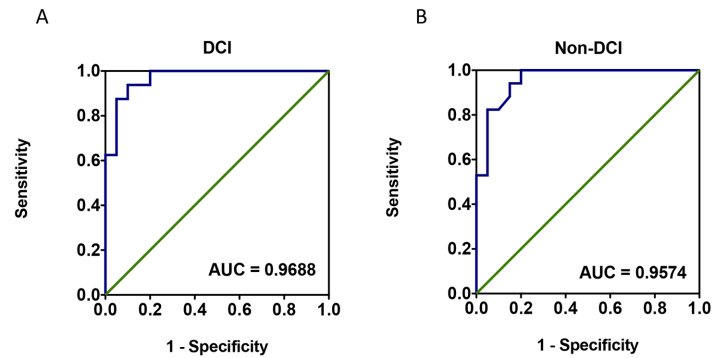 A
DCI
1.0
0.8
0.6
0.4
0.2
0.0
Sensitivity
AUC = 0.9688
0.0 0.2 0.4 0.6 0.8 1.0
1 - Specificity
B
Non-DCI
1.0
0.8
0.6
0.4
0.2
0.0
Sensitivity
AUC = 0.9574
0.0 0.2 0.4 0.6 0.8 1.0
1 - Specificity